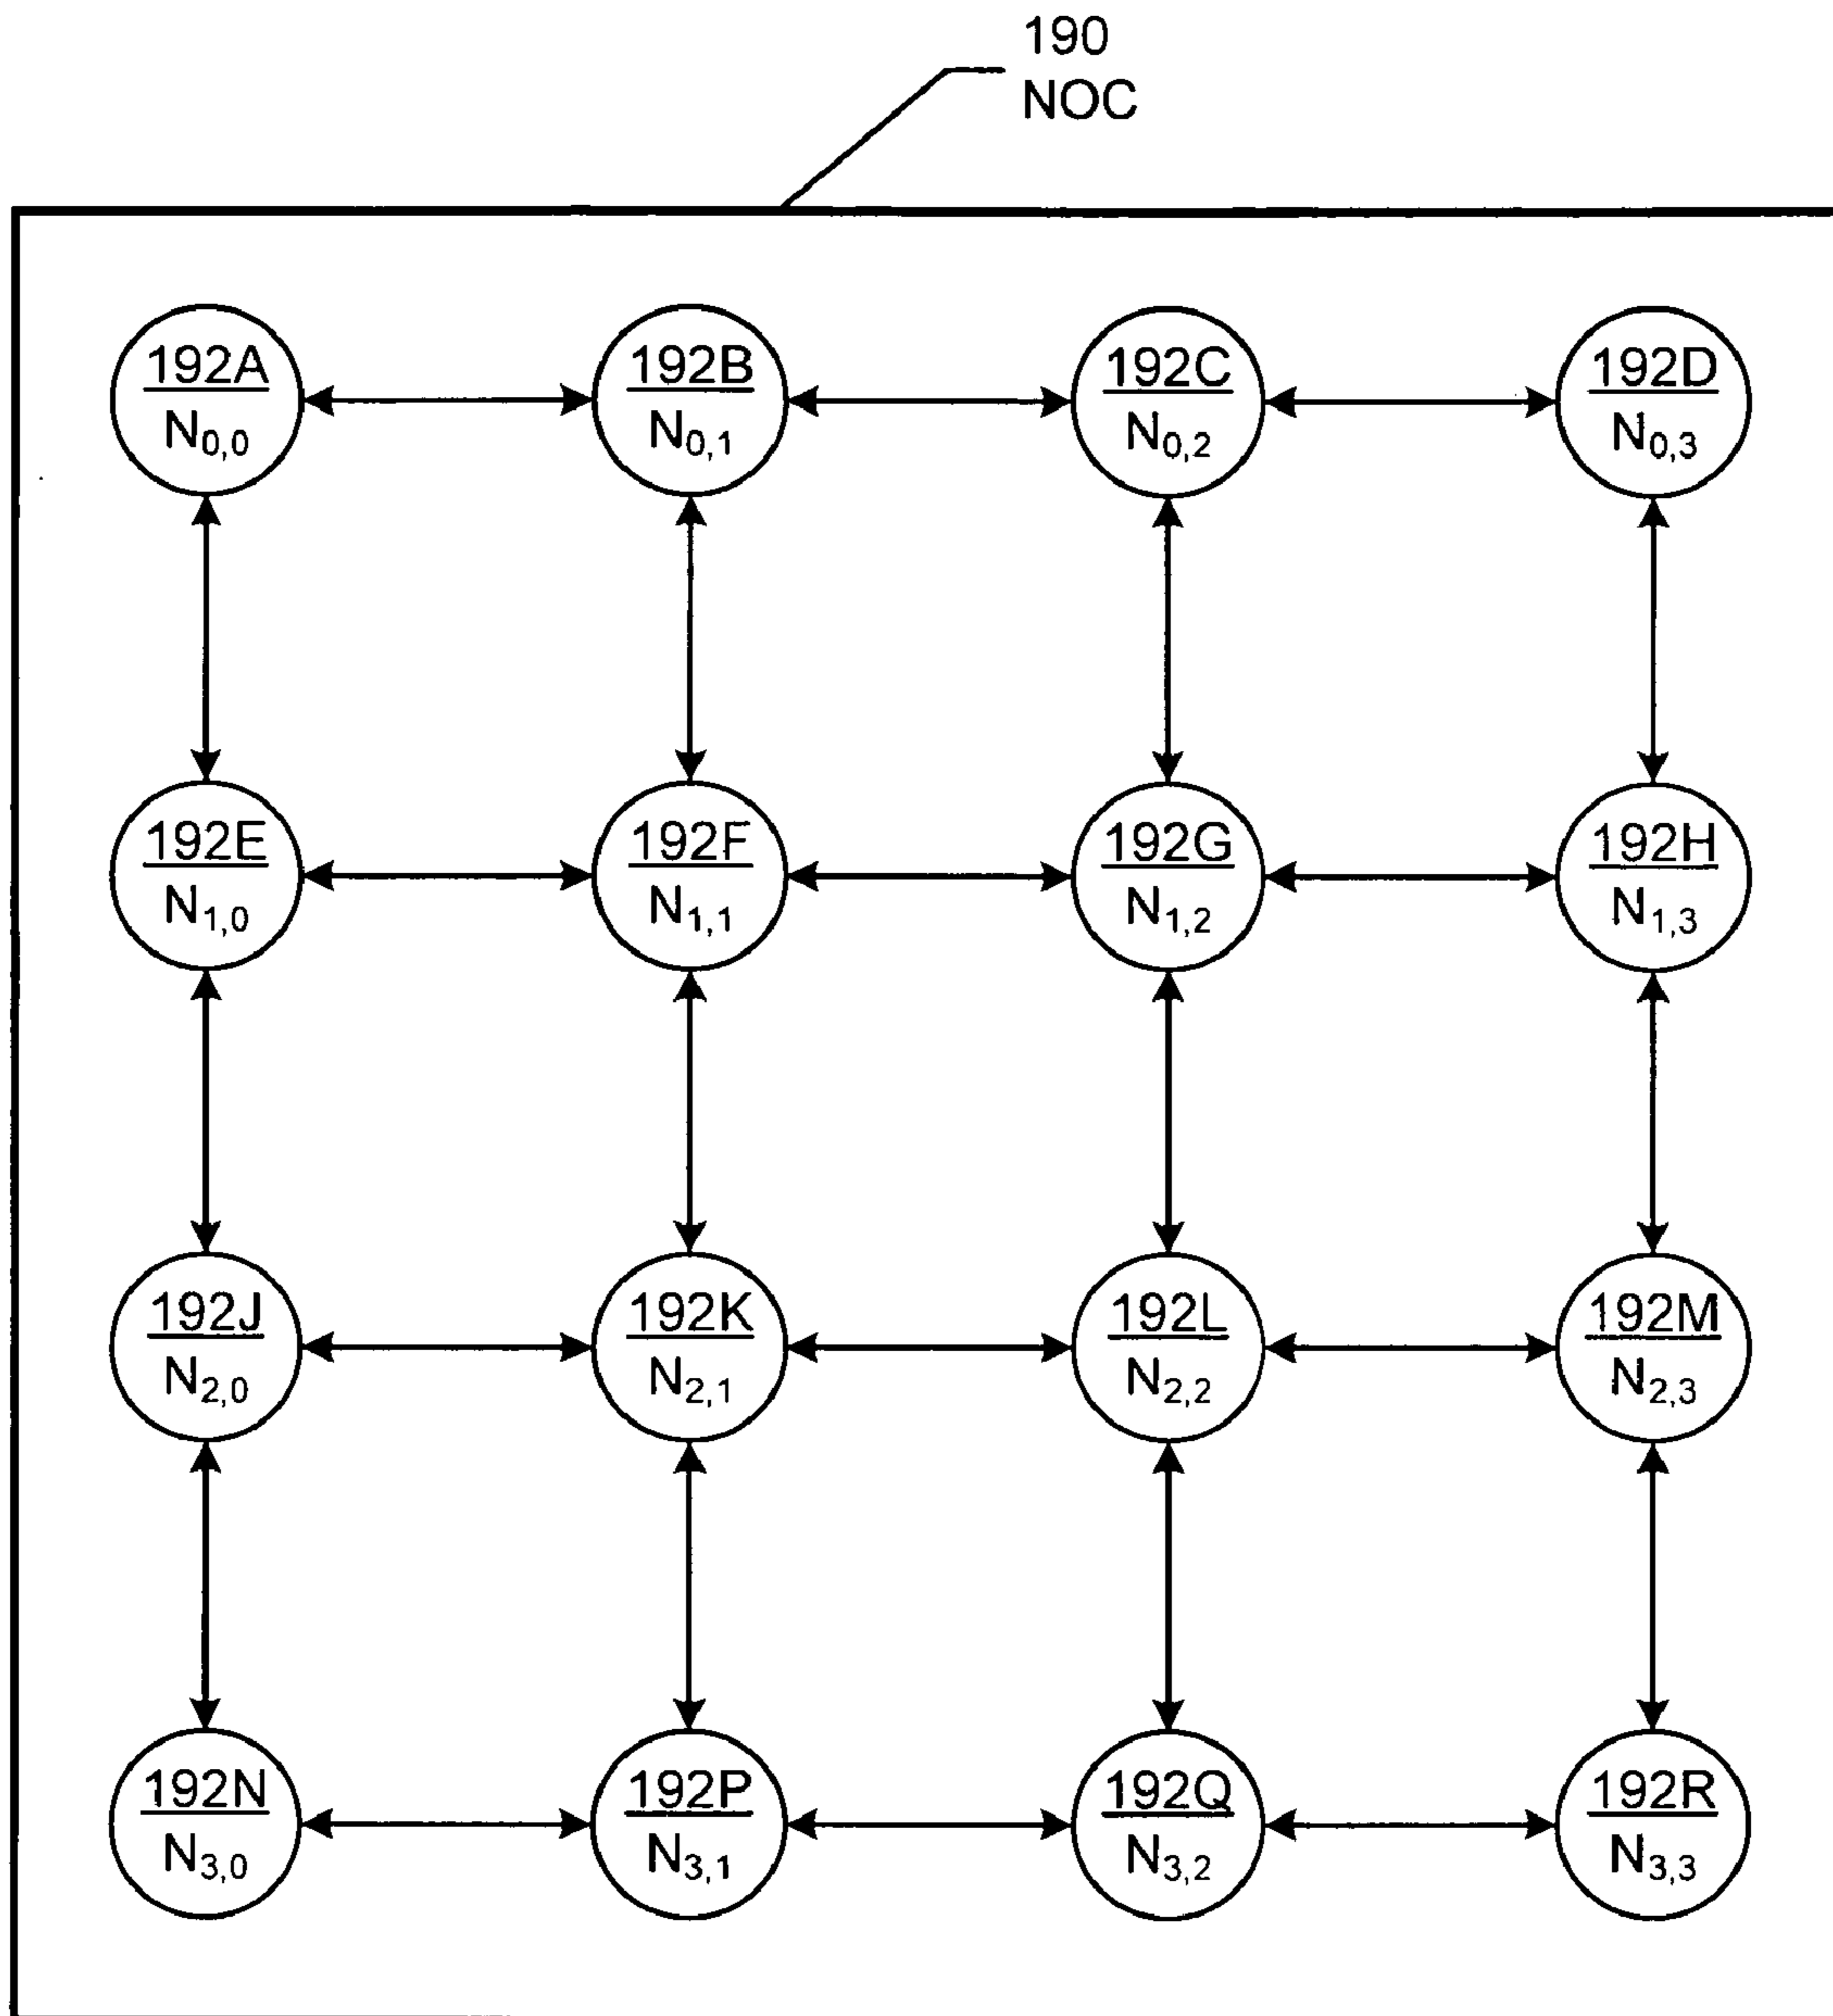 190
NOC
192A
N0,0
192B
N0,1
192C
N0,2
192D
N0,3
192E
N1,0
192F
N1,1
192G
N1,2
192H
N1,3
192J
N2,0
192K
N2,1
192L
N2,2
192M
N2,3
192N
N3,0
192P
N3,1
192Q
N3,2
192R
N3,3